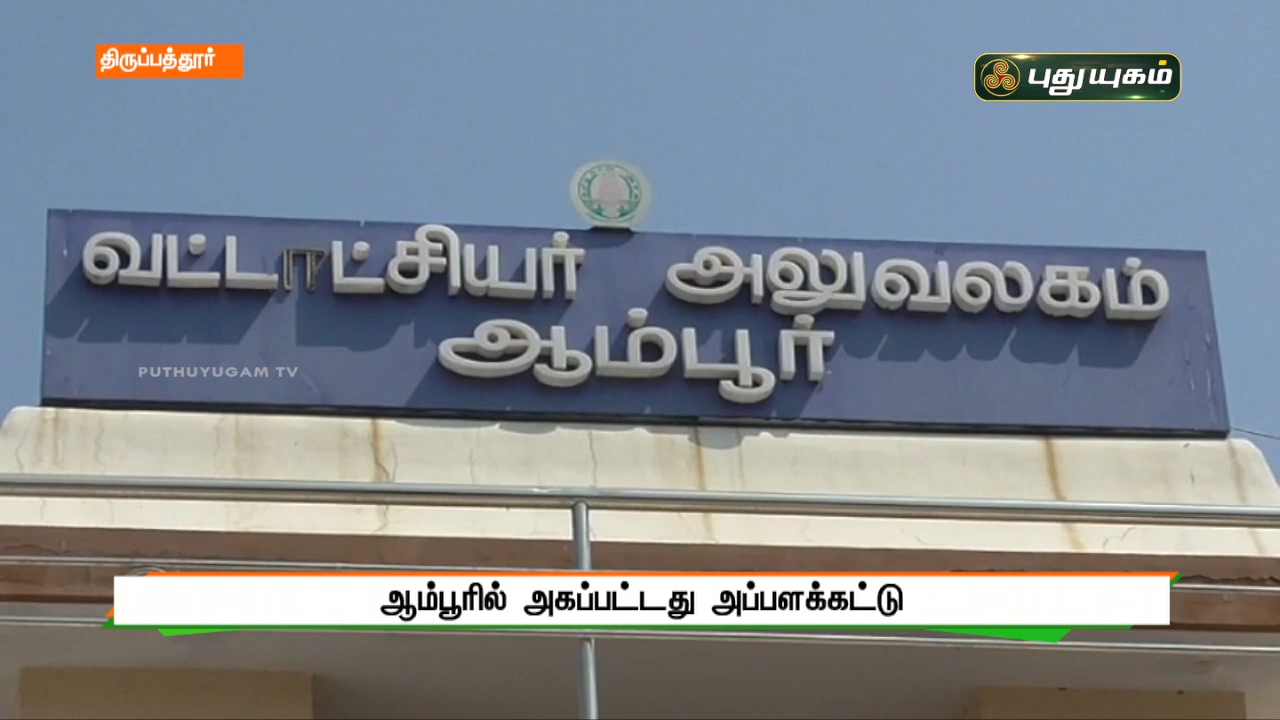 திருப்பத்தூர்
புதுயுகம்
வட்டாட்சியர் அலுவலகம்
ஆம்பூர்
PUTHUYUGAM TV
ஆம்பூரில் அகப்பட்டது அப்பளக்கட்டு